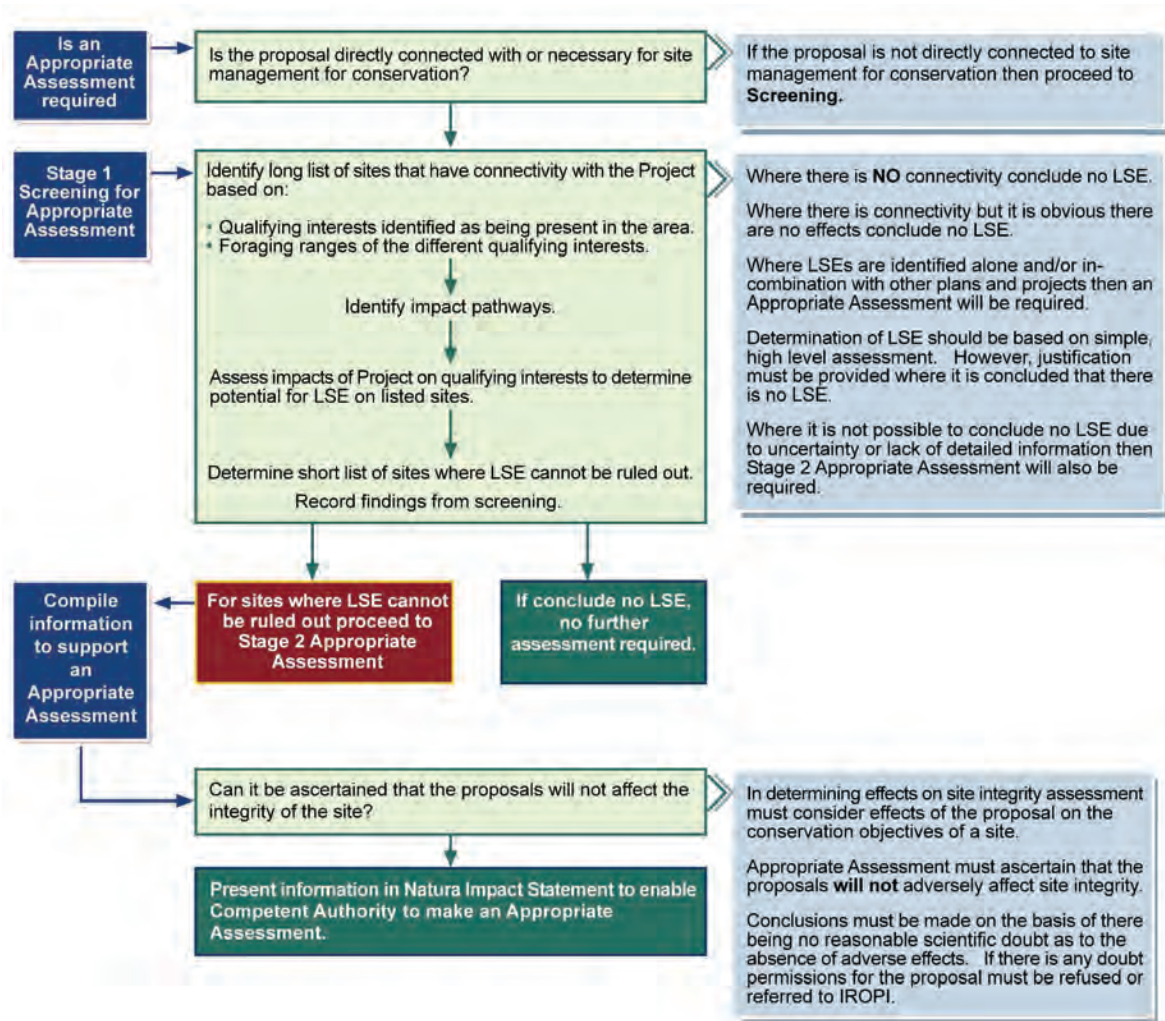 Is an
Appropriate
Assessment
required
Is the proposal directly connected with or necessary for site
management for conservation?
If the proposal is not directly connected to site
management for conservation then proceed to
Screening.
Stage 1
Screening for
Appropriate
Assessment
Identify long list of sites that have connectivity with the Project
based on:
• Qualifying interests identified as being present in the area.
• Foraging ranges of the different qualifying interests.
Identify impact pathways.
Assess impacts of Project on qualifying interests to determine
potential for LSE on listed sites.
Determine short list of sites where LSE cannot be ruled out.
Record findings from screening.
Where there is NO connectivity conclude no LSE.
Where there is connectivity but it is obvious there
are no effects conclude no LSE.
Where LSEs are identified alone and/or in-
combination with other plans and projects then an
Appropriate Assessment will be required.
Determination of LSE should be based on simple,
high level assessment. However, justification
must be provided where it is concluded that there
is no LSE.
Where it is not possible to conclude no LSE due
to uncertainty or lack of detailed information then
Stage 2 Appropriate Assessment will also be
required.
Compile
information
to support
an
Appropriate
Assessment
For sites where LSE cannot
be ruled out proceed to
Stage 2 Appropriate
Assessment
If conclude no LSE,
no further
assessment required.
Can it be ascertained that the proposals will not affect the
integrity of the site?
Present information in Natura Impact Statement to enable
Competent Authority to make an Appropriate
Assessment.
In determining effects on site integrity assessment
must consider effects of the proposal on the
conservation objectives of a site.
Appropriate Assessment must ascertain that the
proposals will not adversely affect site integrity.
Conclusions must be made on the basis of there
being no reasonable scientific doubt as to the
absence of adverse effects. If there is any doubt
permissions for the proposal must be refused or
referred to IROPI.